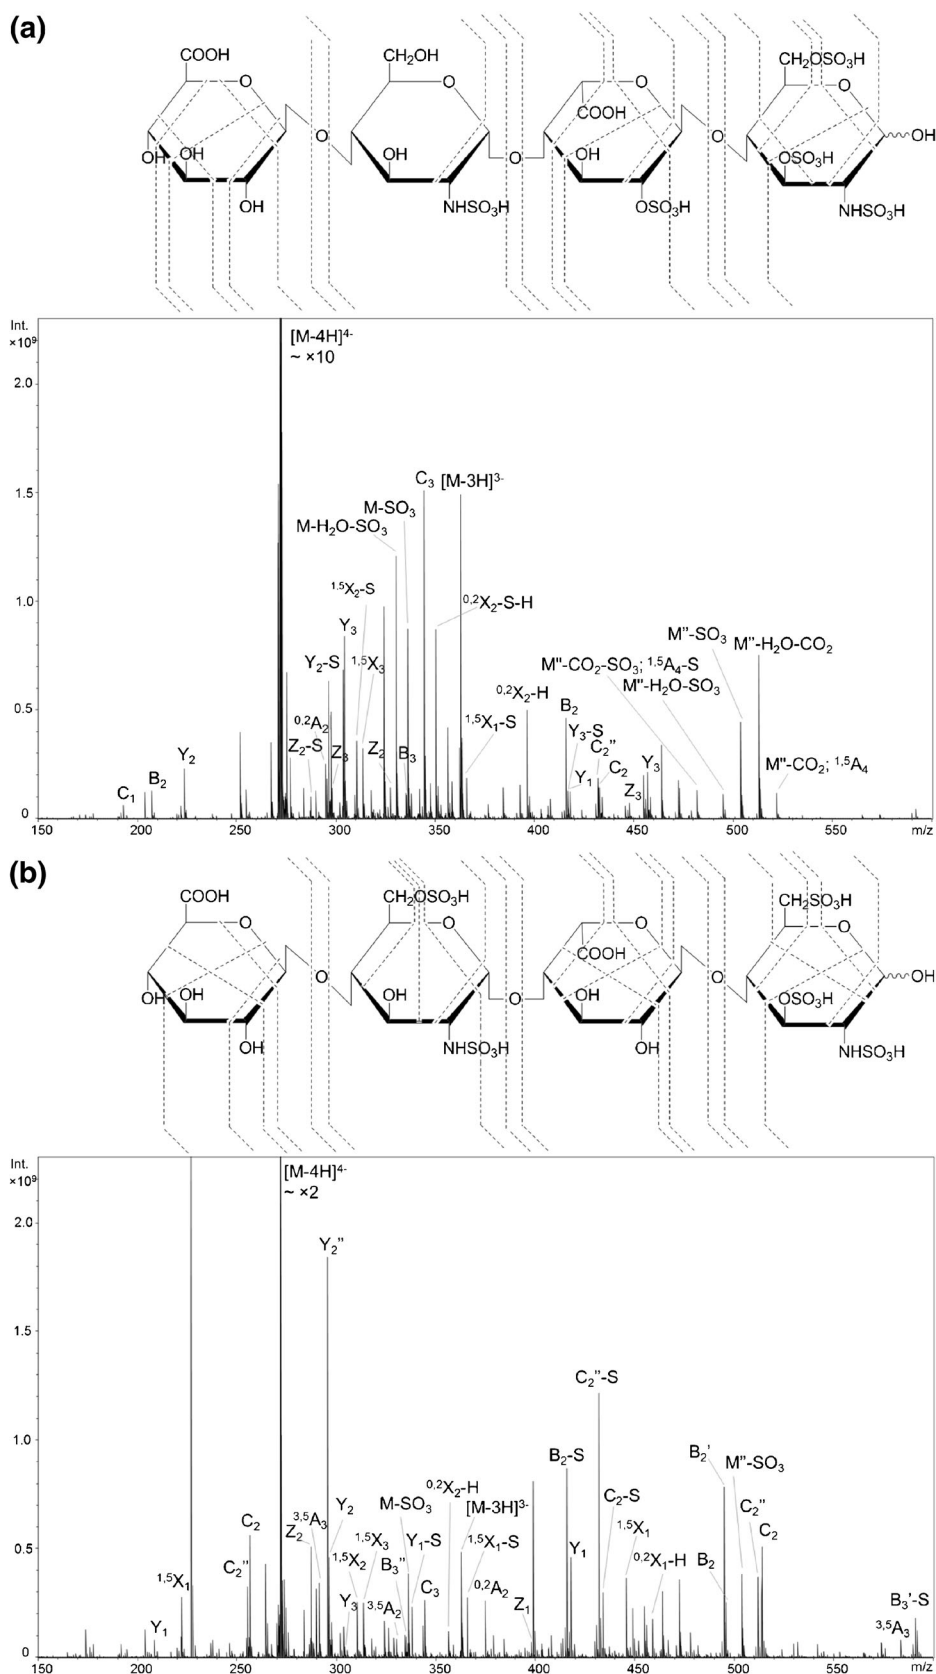 (a)
COOH
CH₂OH
CH₂OSO₃H
O
O
O
O
COOH
OH
OH
O
OH
O
OH
O
OSO₃H
OH
OH
NHSO₃H
OSO₃H
NHSO₃H
Int.
×10⁹
[M-4H]⁴⁻
~ ×10
2.0
C₃ [M-3H]³⁻
1.5
M-SO₃
M-H₂O-SO₃
1.0
¹,⁵X₂-S
⁰,²X₂-S-H
Y₃
M''-SO₃ M''-H₂O-CO₂
Y₂-S ¹,⁵X₃
M''-CO₂-SO₃; ¹,⁵A₄-S
M''-H₂O-SO₃
0.5
⁰,²X₂-H
B₂
⁰,²A₂
¹,⁵X₁-S
Y₃-S
Z₂-S Z₃ Z₂ B₃
C₂'' C₂
Y₂
Y₁ Y₃
M''-CO₂; ¹,⁵A₄
C₁ B₂
Z₃
0
150 200 250 300 350 400 450 500 550 m/z
(b)
COOH
CH₂OSO₃H
CH₂SO₃H
O
O
O
O
COOH
OH
OH
O
OH
O
OH
O
OSO₃H
OH
OH
NHSO₃H
OH
NHSO₃H
Int.
×10⁹
[M-4H]⁴⁻
~ ×2
2.0
Y₂''
1.5
C₂''-S
1.0
B₂-S
B₂'
M''-SO₃
⁰,²X₂-H
M-SO₃ [M-3H]³⁻
C₂-S
C₂''
C₂ ³,⁵A₃ Y₂
Z₂
¹,⁵X₃ Y₁-S ¹,⁵X₁-S
¹,⁵X₁
C₂
0.5
¹,⁵X₂ B₃''
Y₁
⁰,²X₁-H B₂
¹,⁵X₁ C₂''
Y₃ ³,⁵A₂ C₃ ⁰,²A₂
Z₁
B₃'-S
Y₁
³,⁵A₃
0
150 200 250 300 350 400 450 500 550 m/z